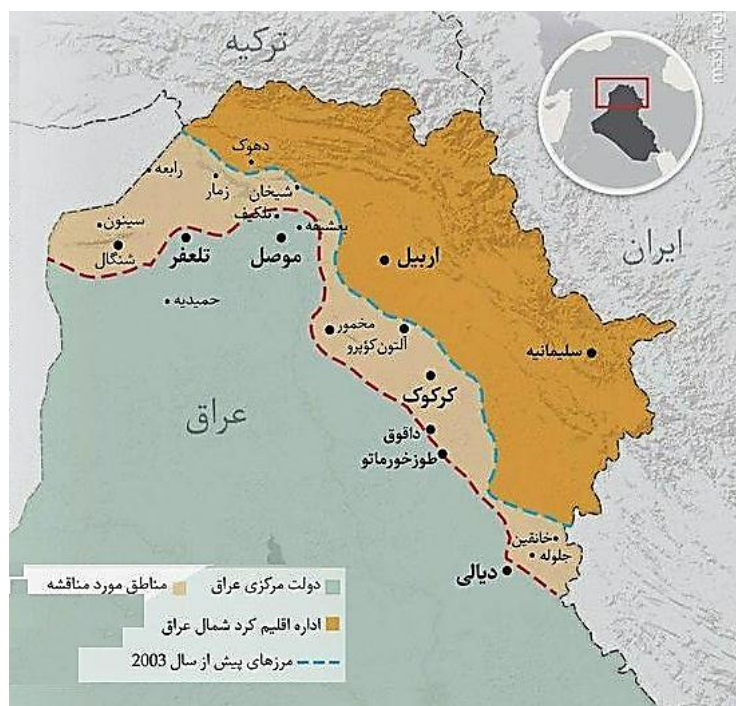 ترکیه
mashreg
دهوک
رابعه
زمار
شیخان
تلکیف
بعشیقه
سینون
شنگال
تلعفر
موصل
اربیل
ایران
حمیدیه
مخمور
آلتون کؤپرو
سلیمانیه
کرکوک
عراق
داقوق
طوزخورماتو
خانقین
جلوله
دیالی
دولت مرکزی عراق
مناطق مورد مناقشه
اداره اقلیم کرد شمال عراق
مرزهای پیش از سال 2003